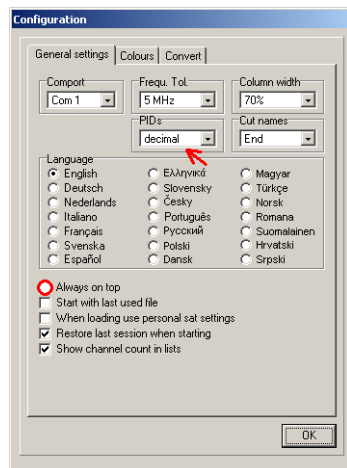 Configuration
General settings Colours Convert
Comport Frequ. Tol. Column width
Com 1 5 MHz 70%
PIDs Cut names
decimal End
Language
English Ελληνικά Magyar
Deutsch Slovensky Türkçe
Nederlands Česky Norsk
Italiano Português Romana
Français Русский Suomalainen
Svenska Polski Hrvatski
Español Dansk Srpski
Always on top
Start with last used file
When loading use personal sat settings
Restore last session when starting
Show channel count in lists
OK